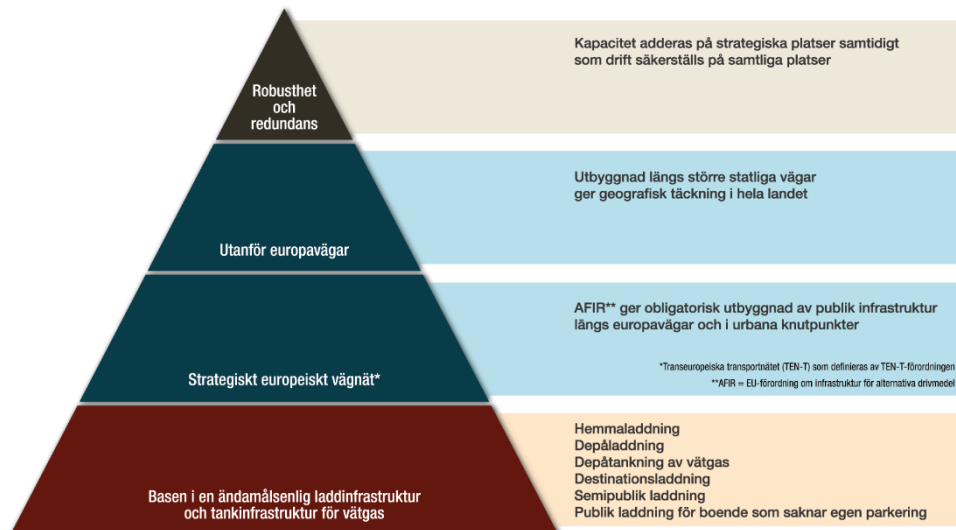 Robusthet
och
redundans
Kapacitet adderas på strategiska platser samtidigt
som drift säkerställs på samtliga platser
Utanför europavägar
Utbyggnad längs större statliga vägar
ger geografisk täckning i hela landet
Strategiskt europeiskt vägnät*
AFIR** ger obligatorisk utbyggnad av publik infrastruktur
längs europavägar och i urbana knutpunkter
*Transeuropeiska transportnätet (TEN-T) som definieras av TEN-T-förordningen
**AFIR = EU-förordning om infrastruktur för alternativa drivmedel
Basen i en ändamålsenlig laddinfrastruktur
och tankinfrastruktur för vätgas
Hemmaladdning
Depåladdning
Depåtankning av vätgas
Destinationsladdning
Semipublik laddning
Publik laddning för boende som saknar egen parkering